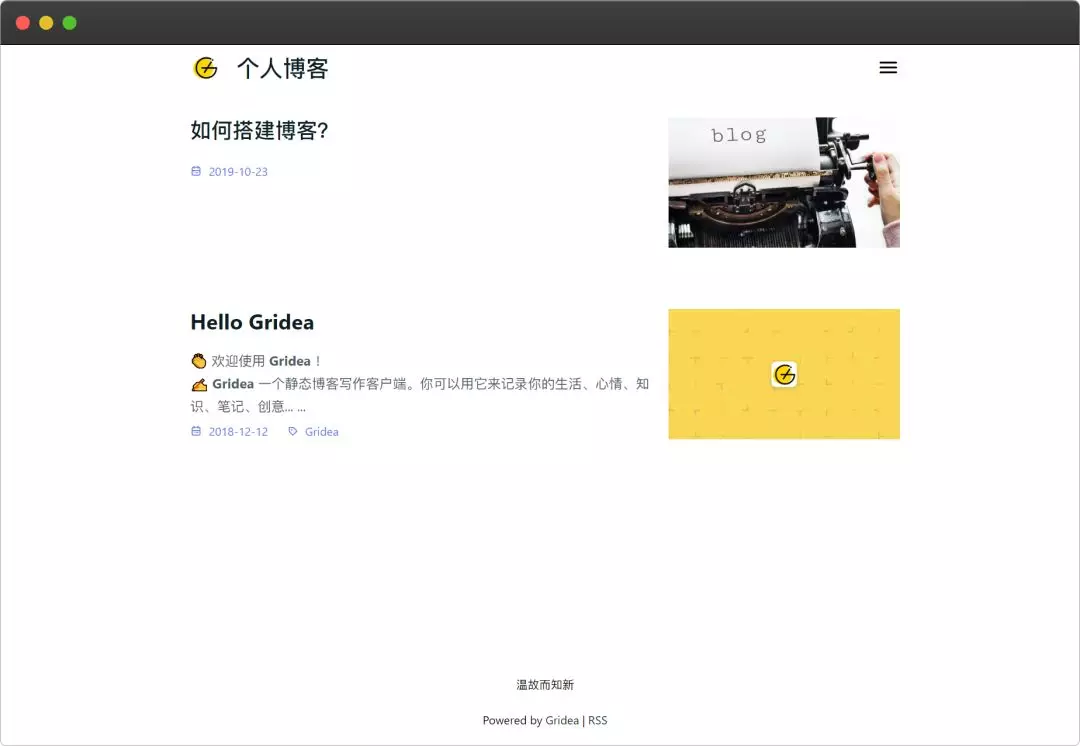 个人博客
如何搭建博客?
2019-10-23
blog
Hello Gridea
👏 欢迎使用 Gridea ！
✍️ Gridea 一个静态博客写作客户端。你可以用它来记录你的生活、心情、知
识、笔记、创意... ...
2018-12-12 Gridea
温故而知新
Powered by Gridea | RSS